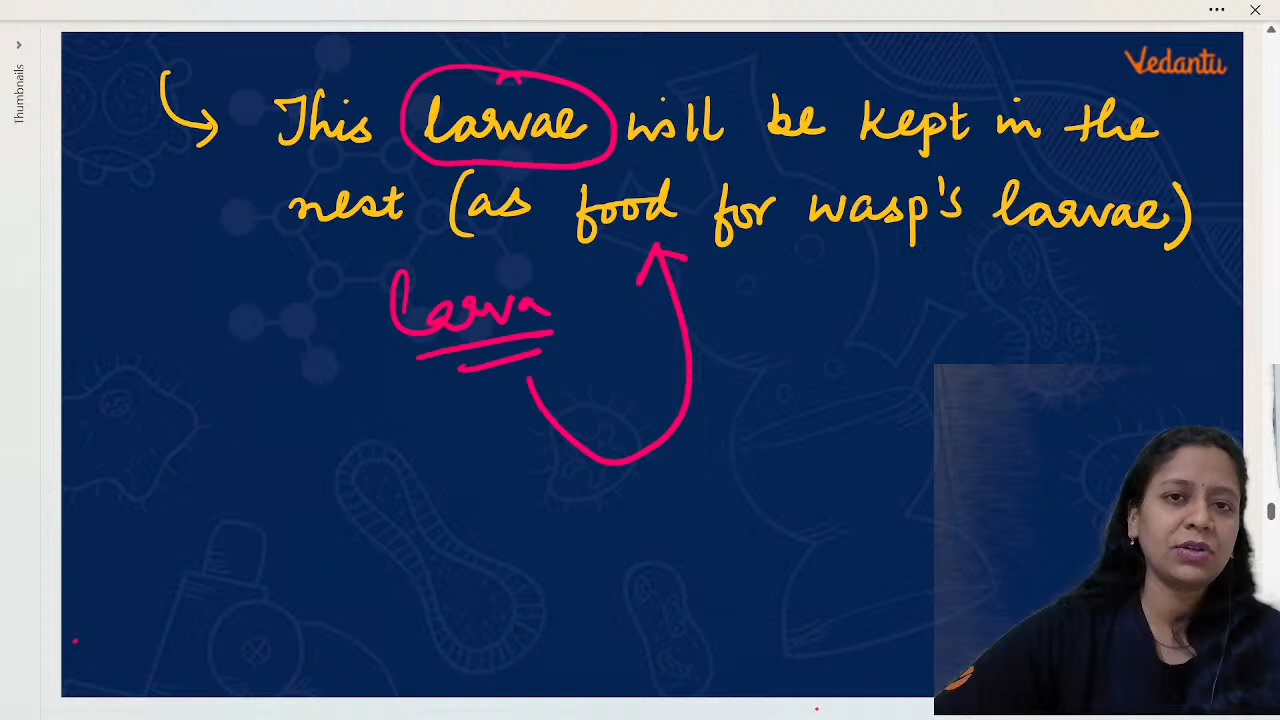 Thumbnails
Vedantu
This larvae will be kept in the
nest (as food for wasp's larvae)
Larva